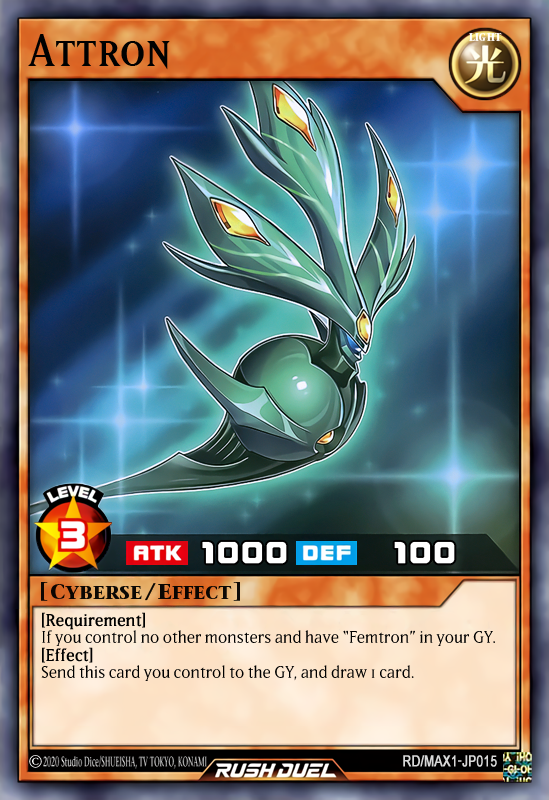 ATTRON
LIGHT
光
LEVEL
3
ATK 1000 DEF 100
[CYBERSE/EFFECT]
[Requirement]
If you control no other monsters and have "Femtron" in your GY.
[Effect]
Send this card you control to the GY, and draw 1 card.
©2020 Studio Dice/SHUEISHA, TV TOKYO, KONAMI
RUSH DUEL
RD/MAX1-JP015